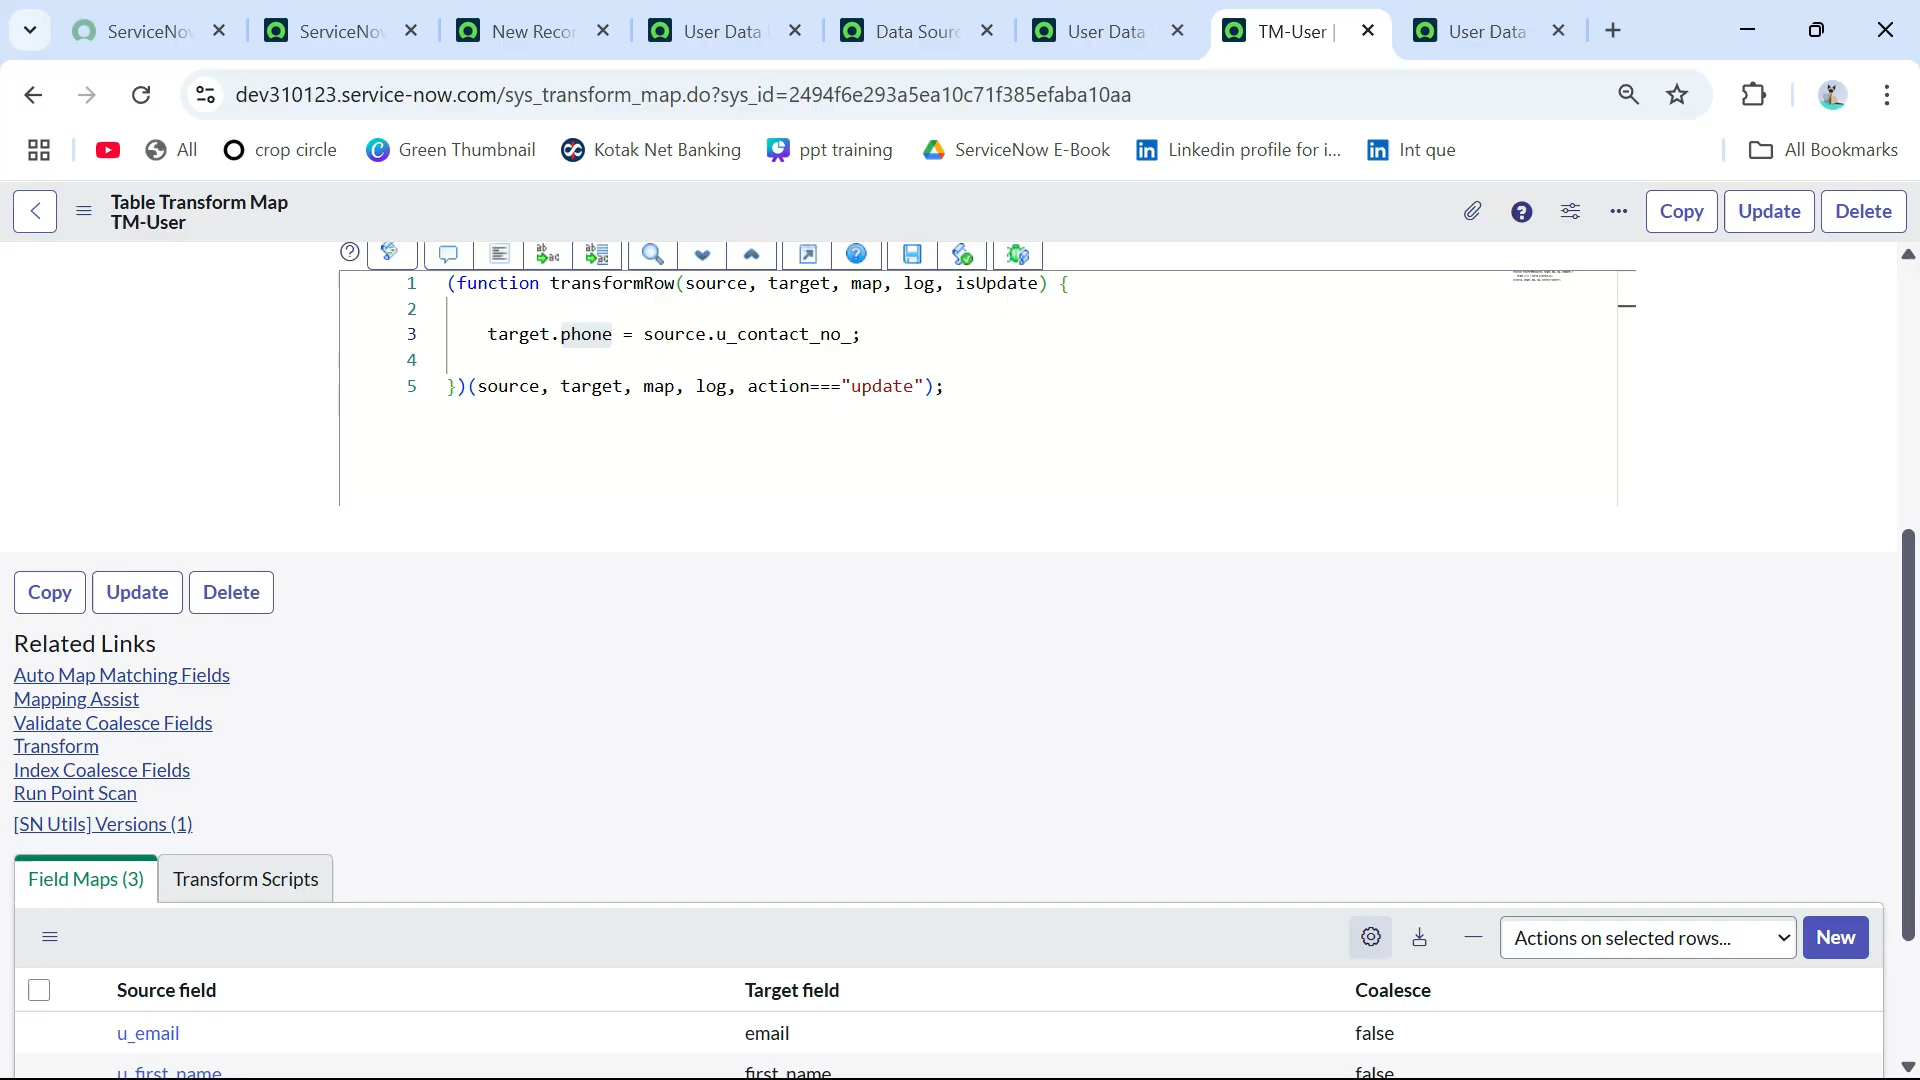 ServiceNov
ServiceNov
New Recor
User Data
Data Sourc
User Data
TM-User |
User Data
dev310123.service-now.com/sys_transform_map.do?sys_id=2494f6e293a5ea10c71f385efaba10aa
All
crop circle
Green Thumbnail
Kotak Net Banking
ppt training
ServiceNow E-Book
Linkedin profile for i...
Int que
All Bookmarks
Table Transform Map
TM-User
Copy
Update
Delete
1 (function transformRow(source, target, map, log, isUpdate) {
2
3 target.phone = source.u_contact_no_;
4
5 })(source, target, map, log, action==="update");
Copy
Update
Delete
Related Links
Auto Map Matching Fields
Mapping Assist
Validate Coalesce Fields
Transform
Index Coalesce Fields
Run Point Scan
[SN Utils] Versions (1)
Field Maps (3)
Transform Scripts
Actions on selected rows...
New
Source field Target field Coalesce
u_email email false
u_first_name first_name false